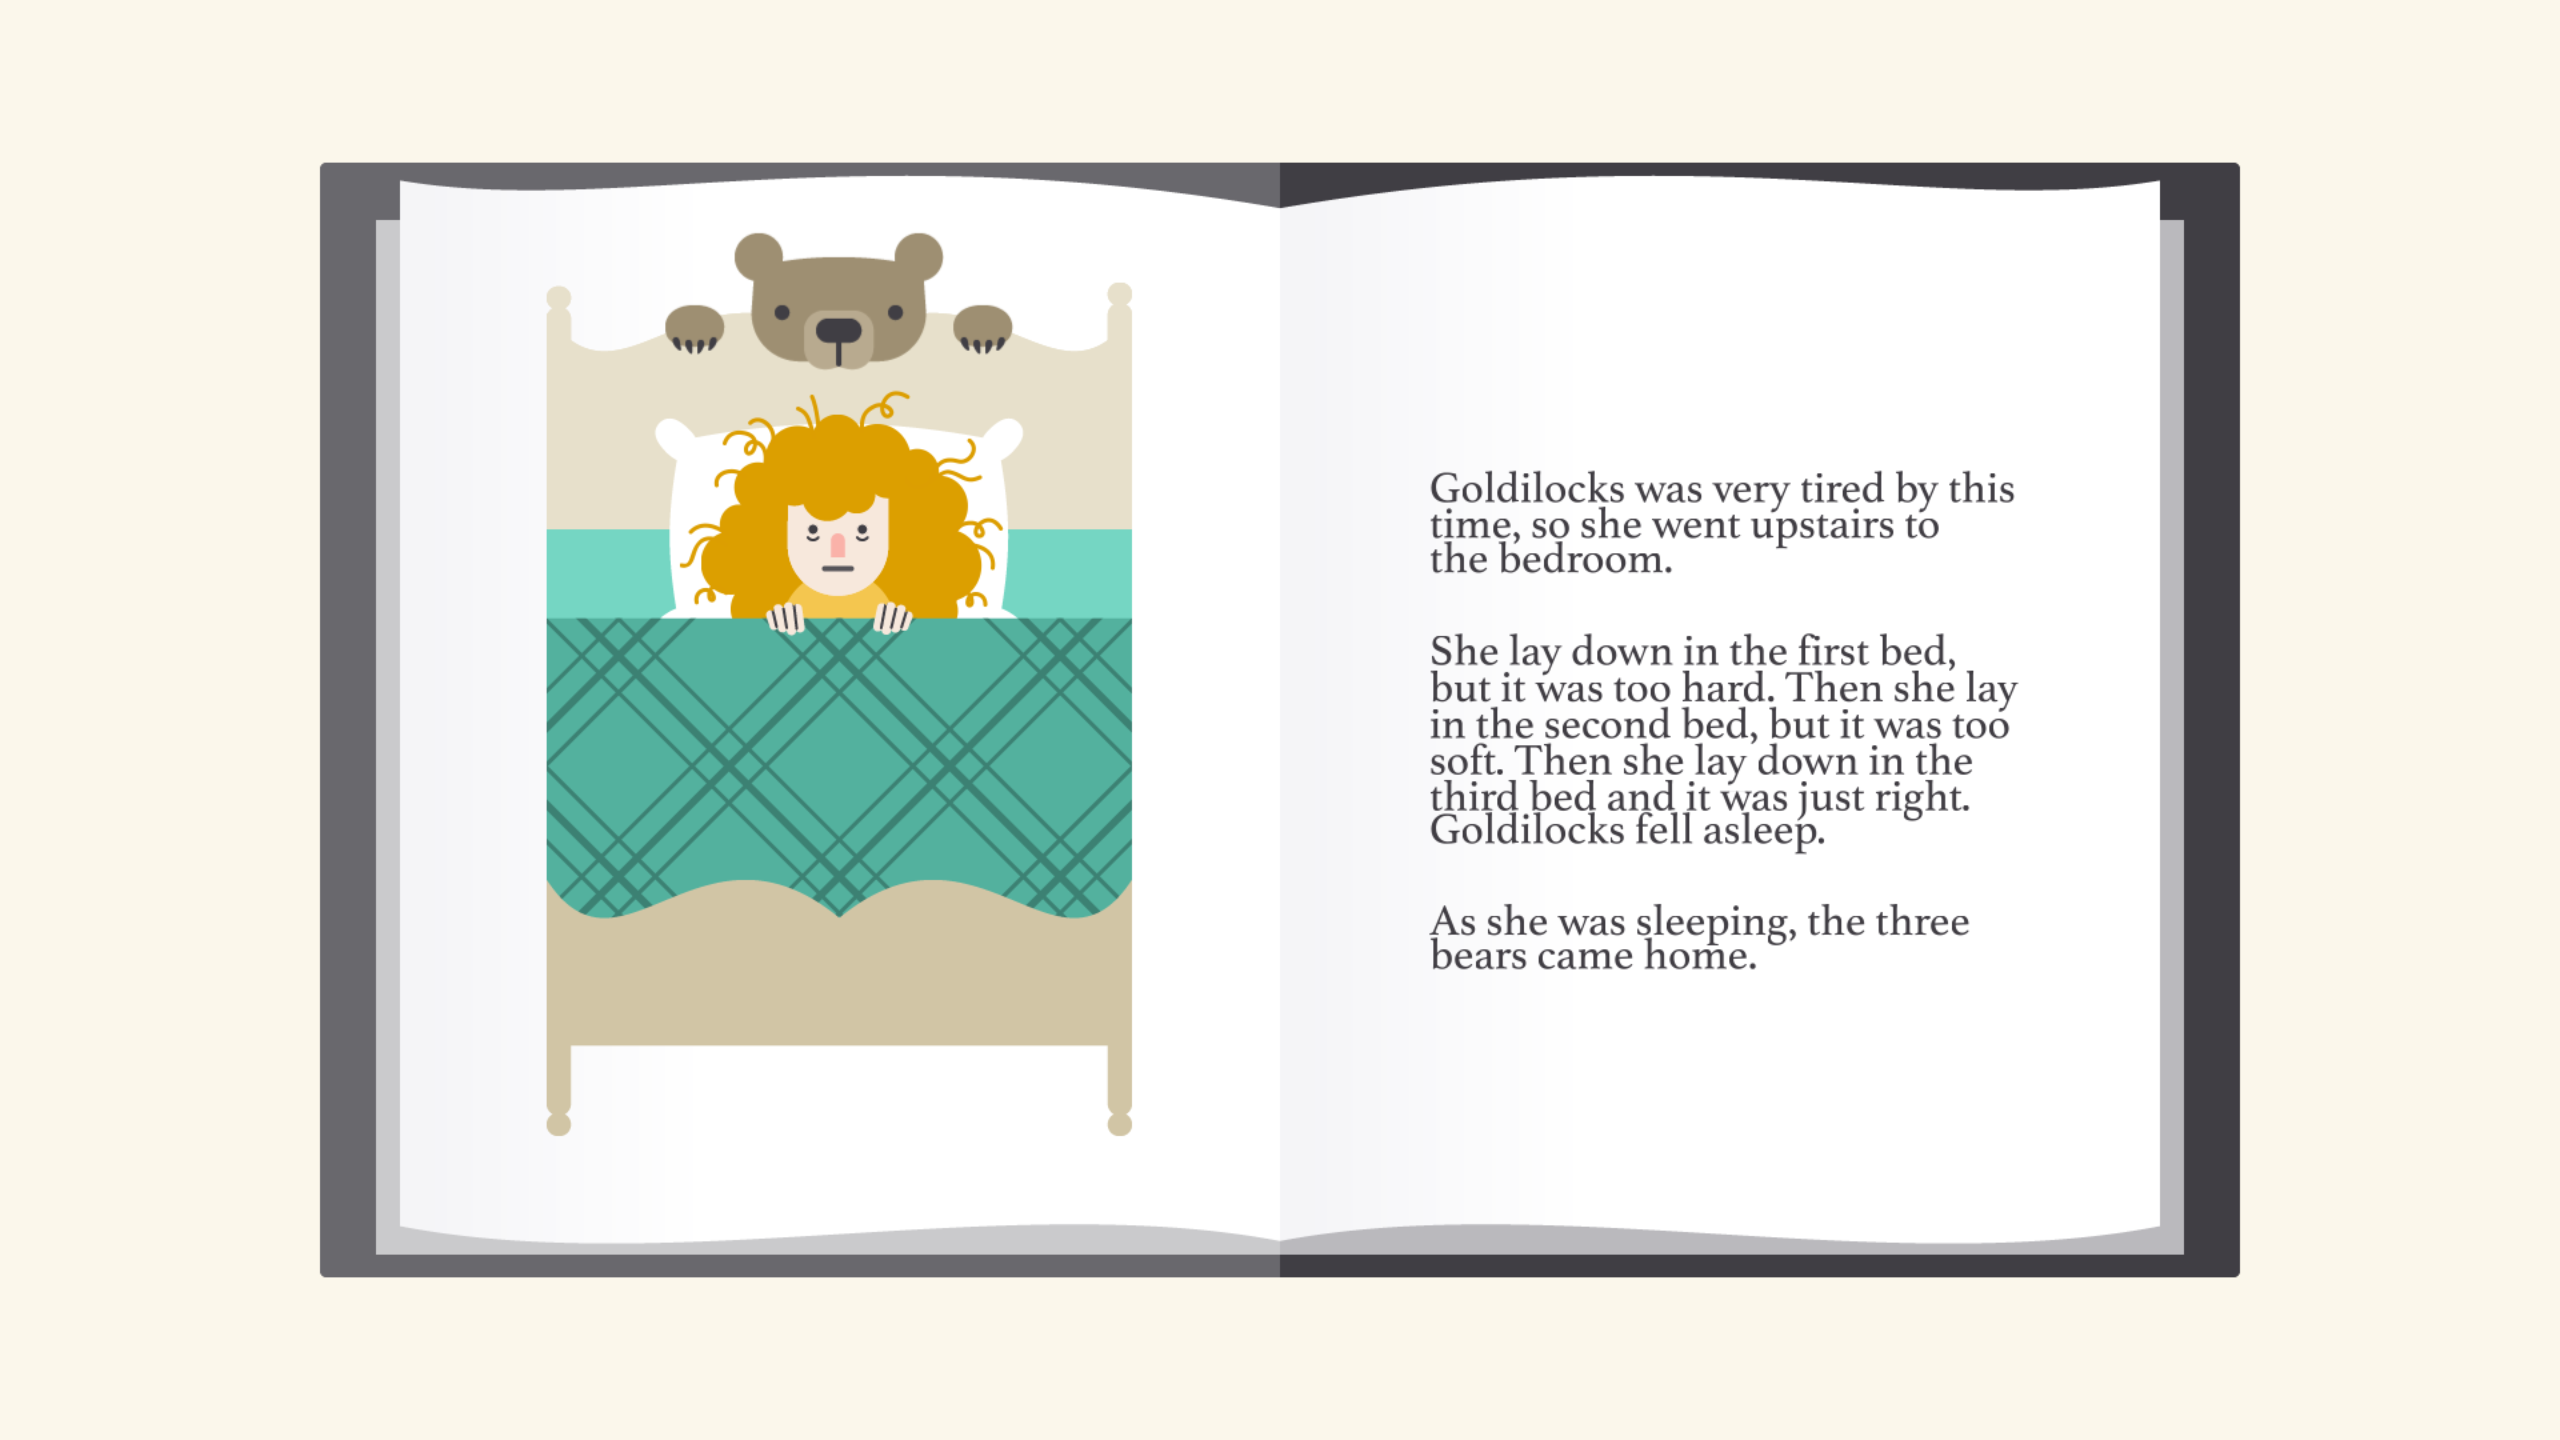 Goldilocks was very tired by this
time, so she went upstairs to
the bedroom.
She lay down in the first bed,
but it was too hard. Then she lay
in the second bed, but it was too
soft. Then she lay down in the
third bed and it was just right.
Goldilocks fell asleep.
As she was sleeping, the three
bears came home.